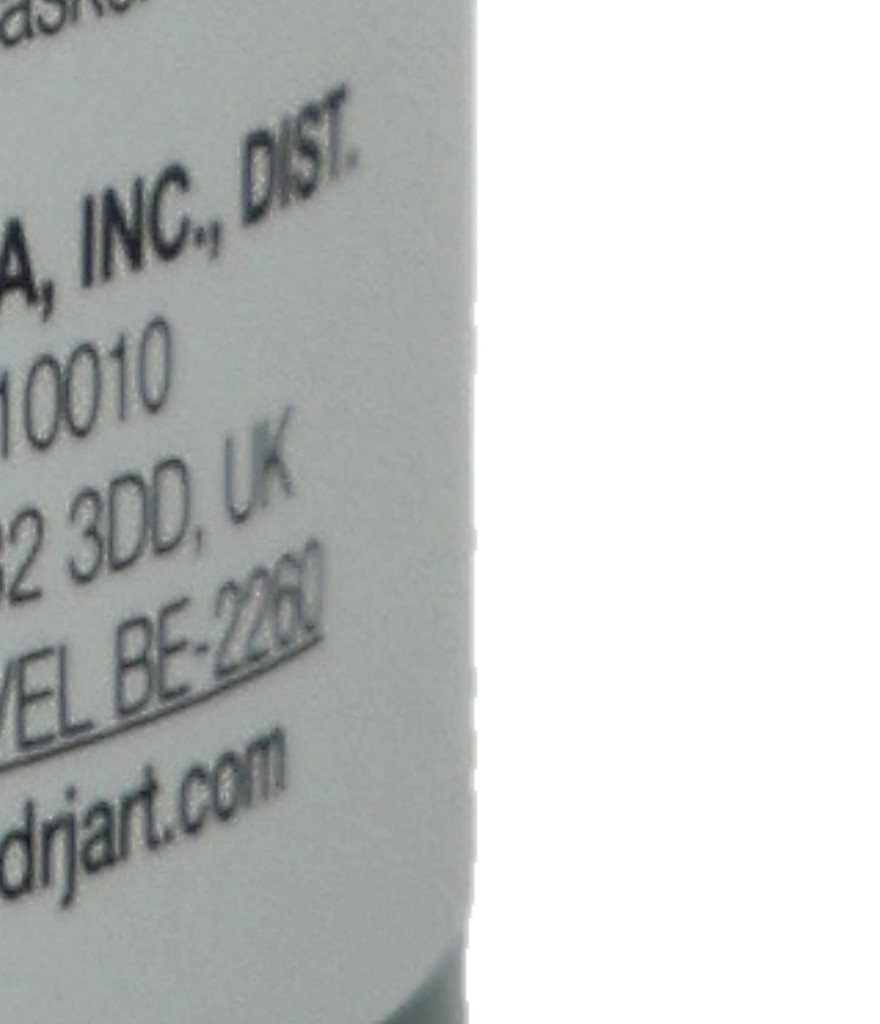 A, INC., DIST.
10010
2 3DD, UK
VEL BE-2260
drjart.com